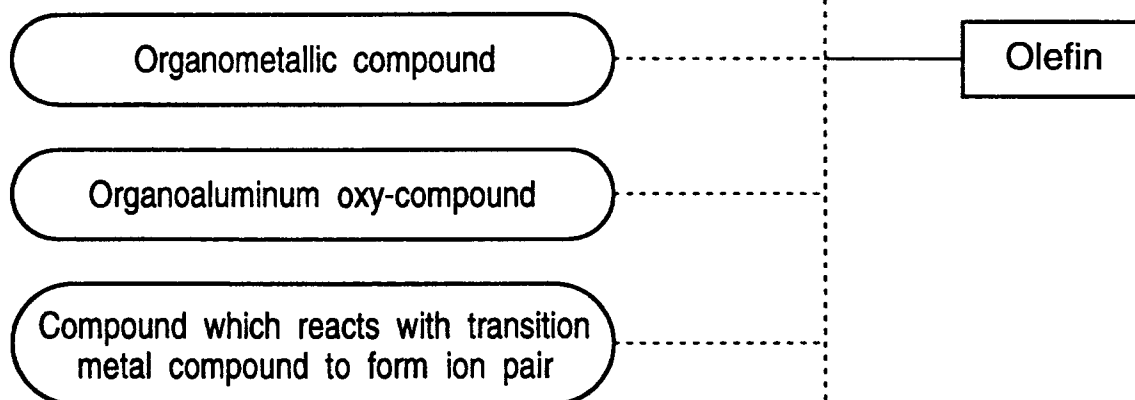 Organometallic compound
Olefin
Organoaluminum oxy-compound
Compound which reacts with transition
metal compound to form ion pair